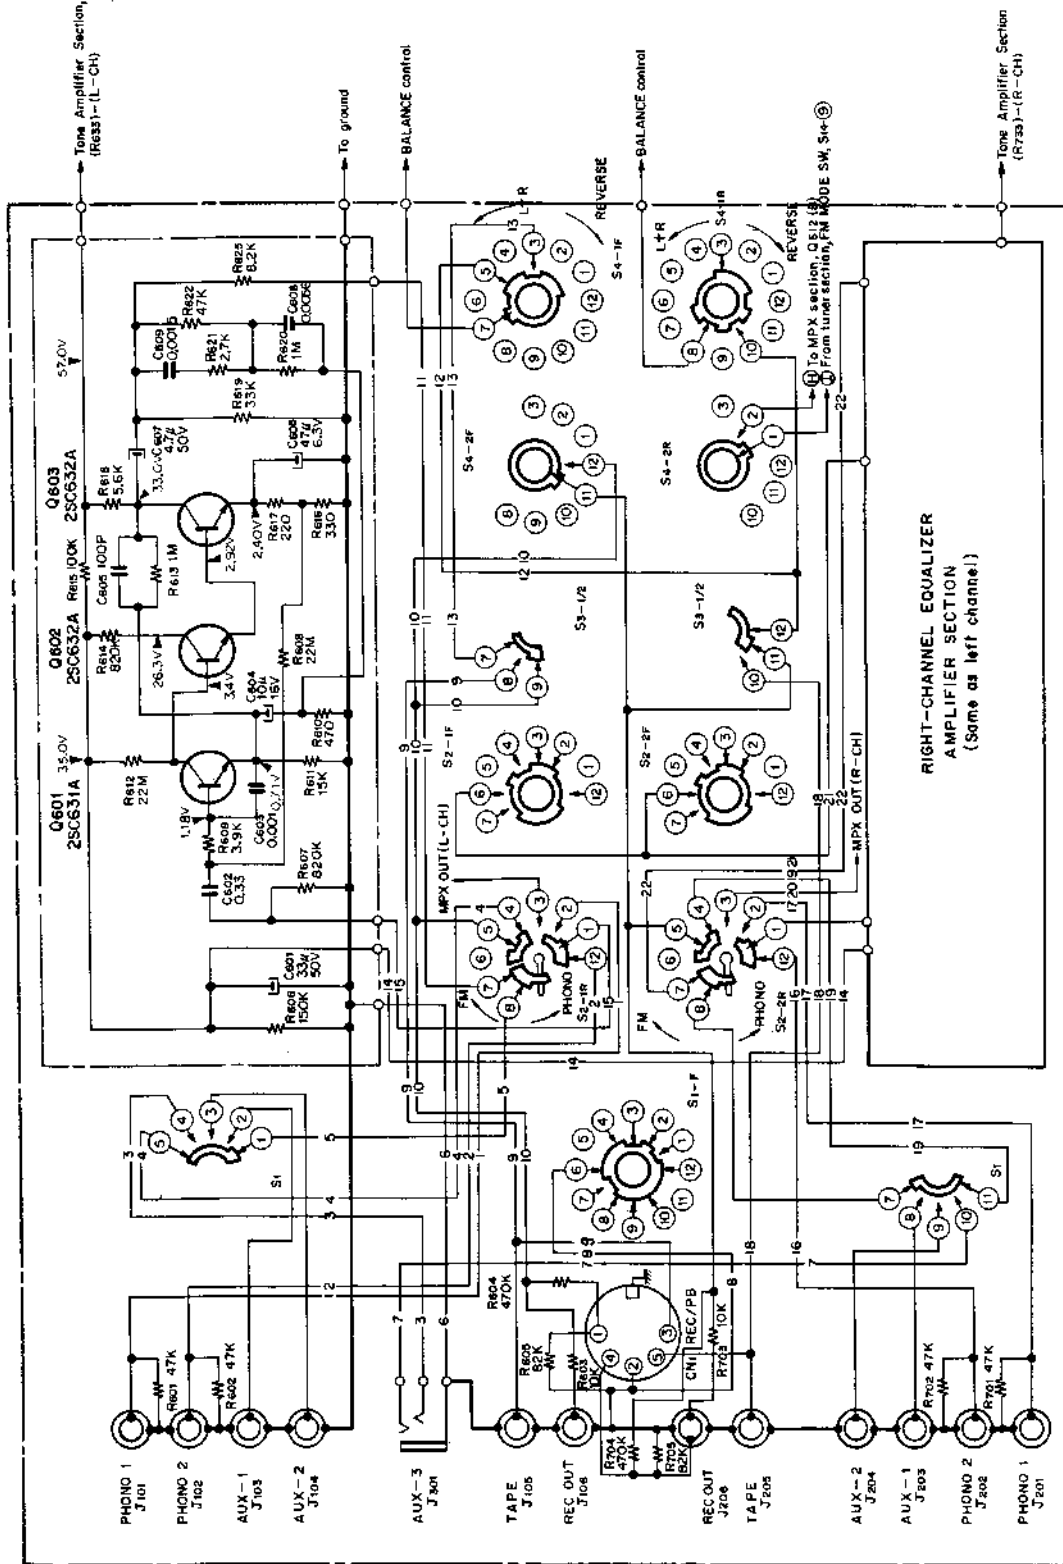 Tone Amplifier Section,
(R633)-(L-CH)
To ground
BALANCE control
BALANCE control
Tone Amplifier Section
(R733)-(R-CH)
57.0V
C609
0.0015
R622
47K
R625
8.2K
R621
2.7K
R620
1M
R619
33K
C607
4.7μ
50V
C606
47μ
6.3V
Q603
2SC632A
R618
5.6K
2.92V
2.40V
R617
220
R616
330
R615 100K
C605 100P
R613 1M
Q602
2SC632A
R614
820K
26.3V
3.4V
C604
10μ
16V
R608
22M
R610
470
35.0V
Q601
2SC631A
R612
22M
1.18V
R609
3.9K
C603
0.001
R611
15K
C602
0.33
R607
820K
C601
33μ
50V
R606
150K
L+R
REVERSE
S4-1F
L+R
S4-1R
REVERSE
S4-2F
S4-2R
Ⓗ To MPX section, Q612 (B)
Ⓘ From tuner section, FM MODE SW, S14-⑨
S3-1/2
S3-1/2
S2-1F
S2-2F
MPX OUT(L-CH)
MPX OUT(R-CH)
FM
PHONO
S2-1R
FM
PHONO
S2-2R
S1
S1-F
S1
RIGHT-CHANNEL EQUALIZER
AMPLIFIER SECTION
(Same as left channel)
R601 47K
R602 47K
R604
470K
R605
82K
R603
10K
CN1 REC/PB
R703
10K
R704
470K
R705
82K
R702 47K
R701 47K
PHONO 1
J101
PHONO 2
J102
AUX-1
J103
AUX-2
J104
AUX-3
J301
TAPE
J105
REC OUT
J106
REC OUT
J206
TAPE
J205
AUX-2
J204
AUX-1
J203
PHONO 2
J202
PHONO 1
J201